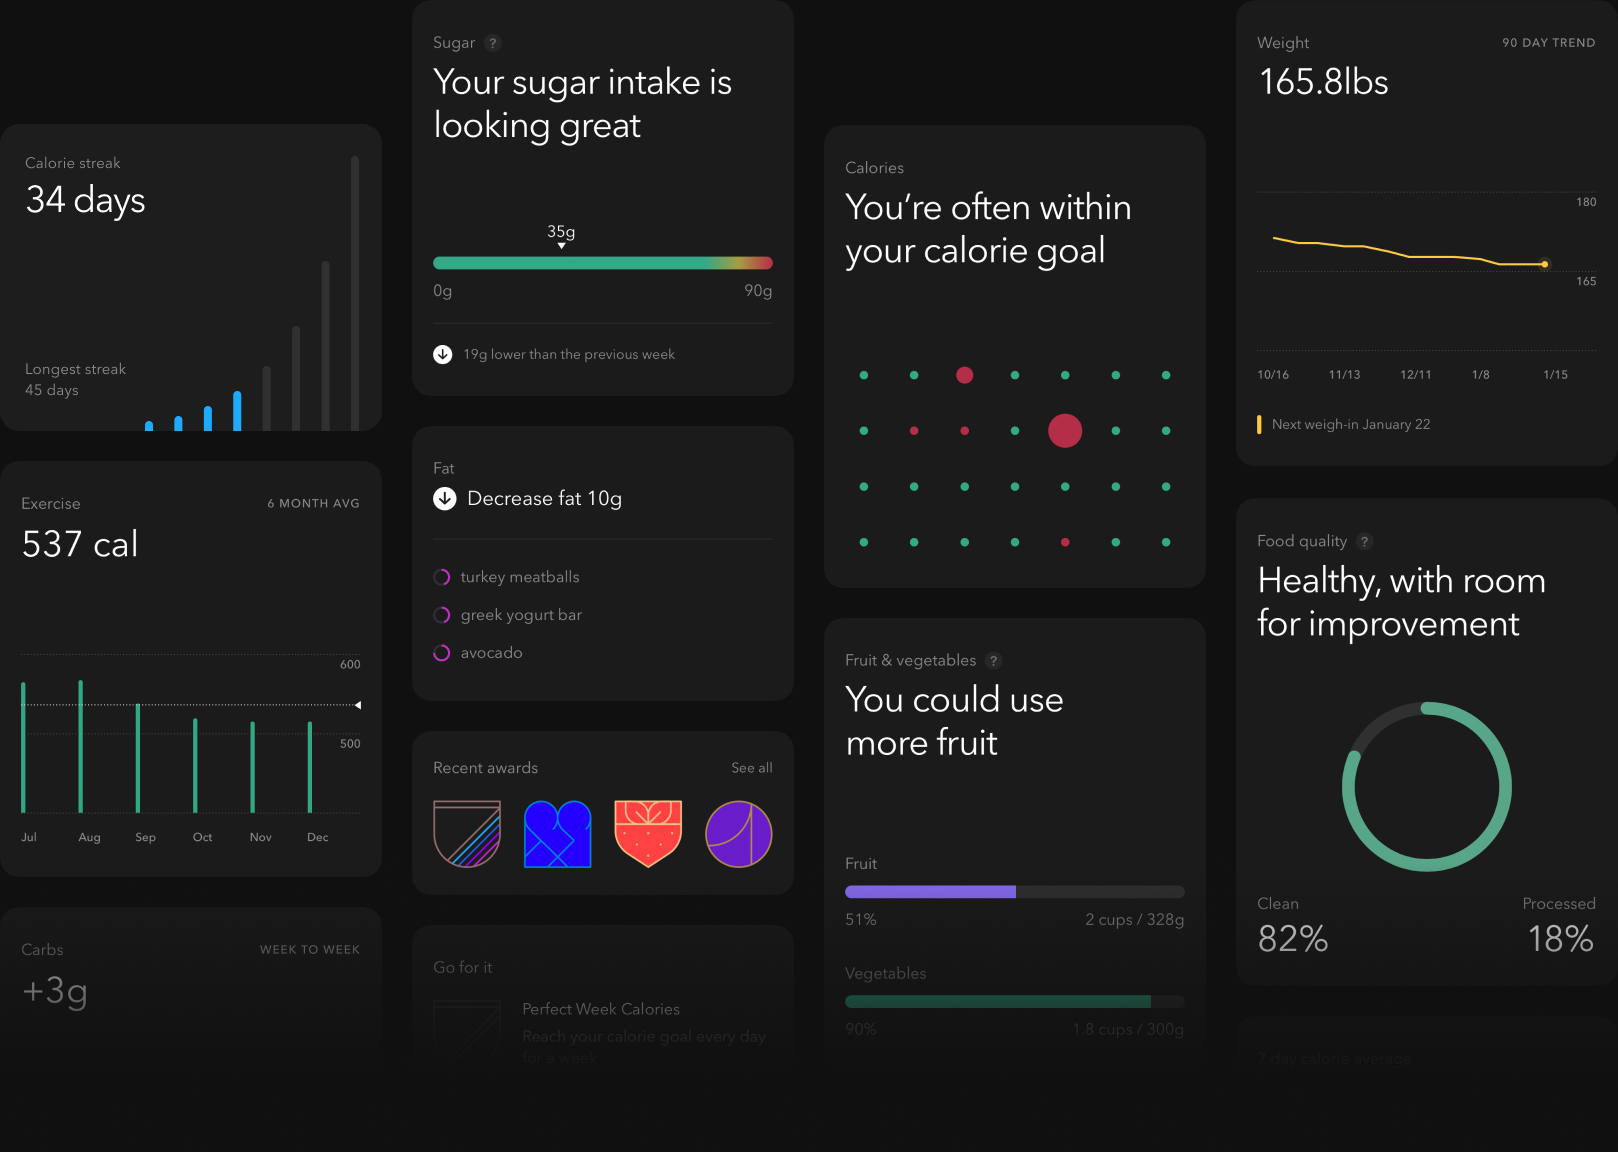 Calorie streak
34 days
Longest streak
45 days
Exercise
6 MONTH AVG
537 cal
600
500
Jul
Aug
Sep
Oct
Nov
Dec
Carbs
WEEK TO WEEK
+3g
Sugar ?
Your sugar intake is
looking great
35g
0g
90g
19g lower than the previous week
Fat
Decrease fat 10g
turkey meatballs
greek yogurt bar
avocado
Recent awards
See all
Go for it
Perfect Week Calories
Reach your calorie goal every day
for a week
Calories
You’re often within
your calorie goal
Fruit & vegetables ?
You could use
more fruit
Fruit
51%
2 cups / 328g
Vegetables
90%
1.8 cups / 300g
Weight
90 DAY TREND
165.8lbs
180
165
10/16
11/13
12/11
1/8
1/15
Next weigh-in January 22
Food quality ?
Healthy, with room
for improvement
Clean
Processed
82%
18%
7 day calorie average